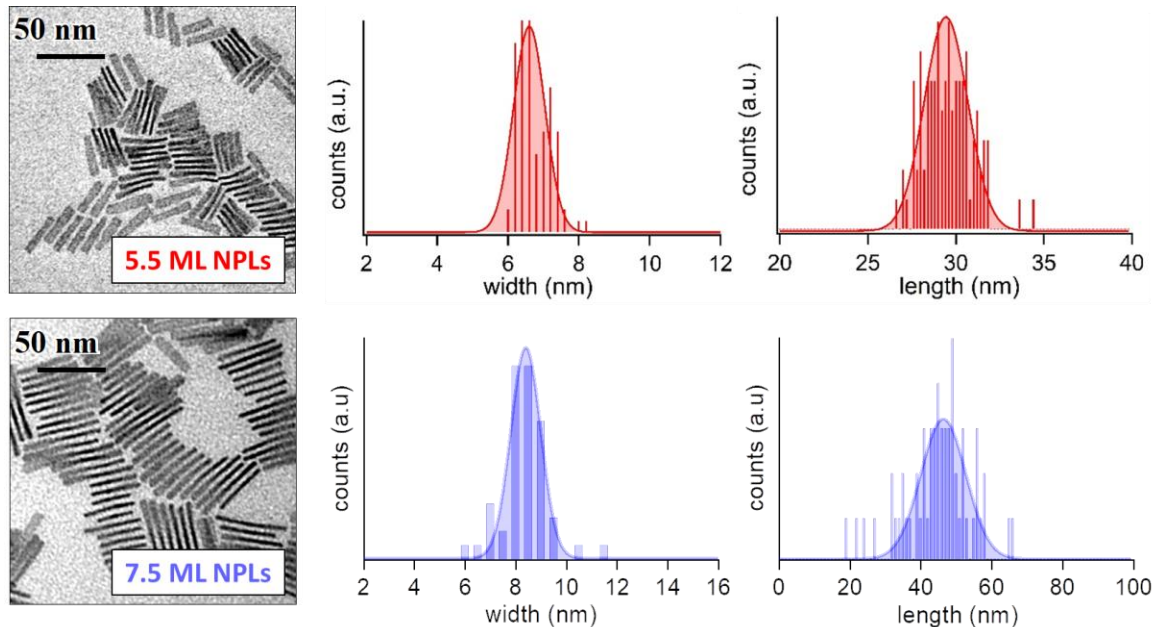 50 nm
5.5 ML NPLs
counts (a.u.)
2 4 6 8 10 12
width (nm)
counts (a.u.)
20 25 30 35 40
length (nm)
50 nm
7.5 ML NPLs
counts (a.u)
2 4 6 8 10 12 14 16
width (nm)
counts (a.u)
0 20 40 60 80 100
length (nm)